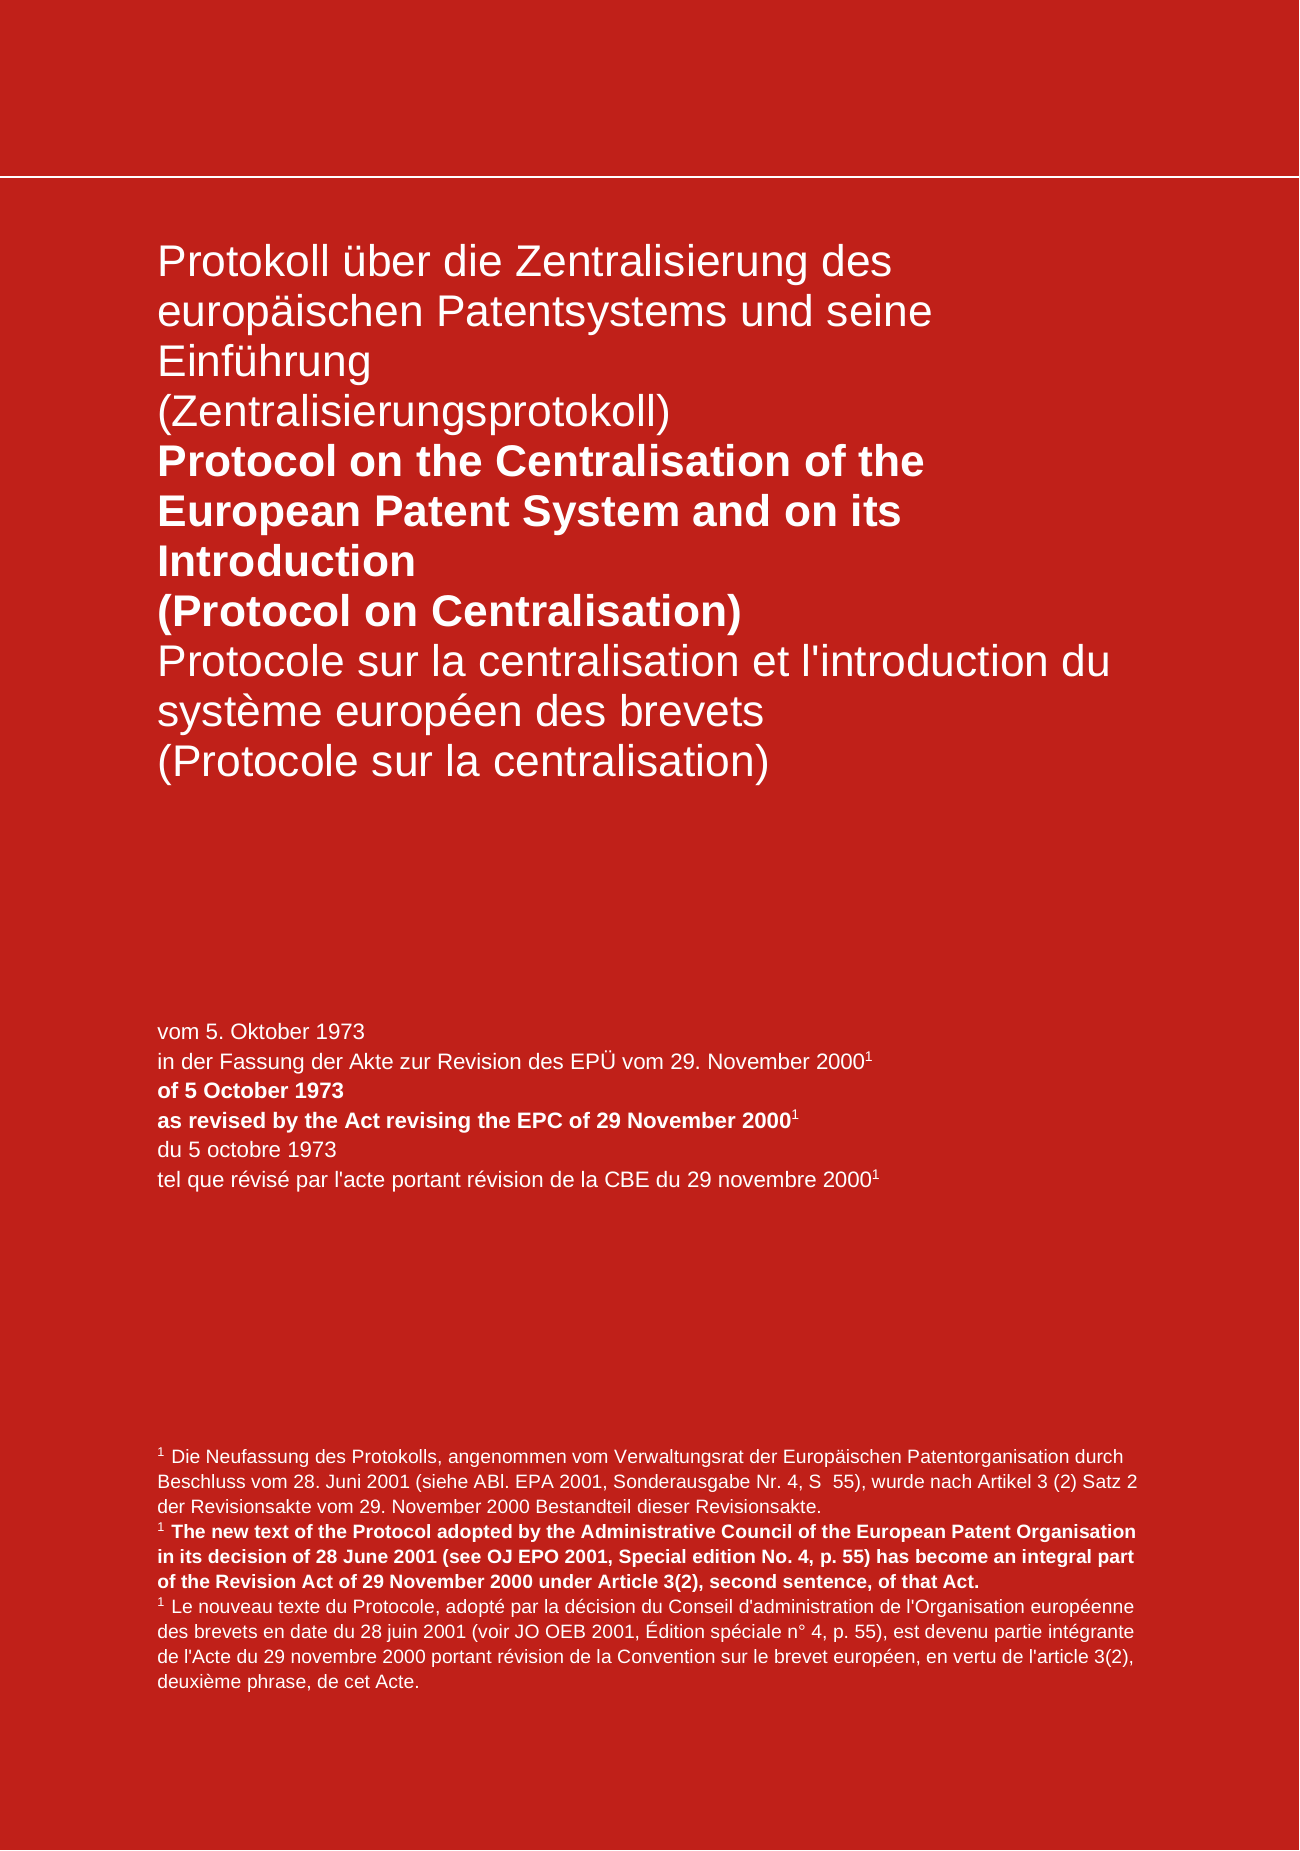 Protokoll über die Zentralisierung des
europäischen Patentsystems und seine
Einführung
(Zentralisierungsprotokoll)
Protocol on the Centralisation of the
European Patent System and on its
Introduction
(Protocol on Centralisation)
Protocole sur la centralisation et l'introduction du
système européen des brevets
(Protocole sur la centralisation)
vom 5. Oktober 1973
in der Fassung der Akte zur Revision des EPÜ vom 29. November 2000¹
of 5 October 1973
as revised by the Act revising the EPC of 29 November 2000¹
du 5 octobre 1973
tel que révisé par l'acte portant révision de la CBE du 29 novembre 2000¹
¹ Die Neufassung des Protokolls, angenommen vom Verwaltungsrat der Europäischen Patentorganisation durch
Beschluss vom 28. Juni 2001 (siehe ABl. EPA 2001, Sonderausgabe Nr. 4, S  55), wurde nach Artikel 3 (2) Satz 2
der Revisionsakte vom 29. November 2000 Bestandteil dieser Revisionsakte.
¹ The new text of the Protocol adopted by the Administrative Council of the European Patent Organisation
in its decision of 28 June 2001 (see OJ EPO 2001, Special edition No. 4, p. 55) has become an integral part
of the Revision Act of 29 November 2000 under Article 3(2), second sentence, of that Act.
¹ Le nouveau texte du Protocole, adopté par la décision du Conseil d'administration de l'Organisation européenne
des brevets en date du 28 juin 2001 (voir JO OEB 2001, Édition spéciale n° 4, p. 55), est devenu partie intégrante
de l'Acte du 29 novembre 2000 portant révision de la Convention sur le brevet européen, en vertu de l'article 3(2),
deuxième phrase, de cet Acte.